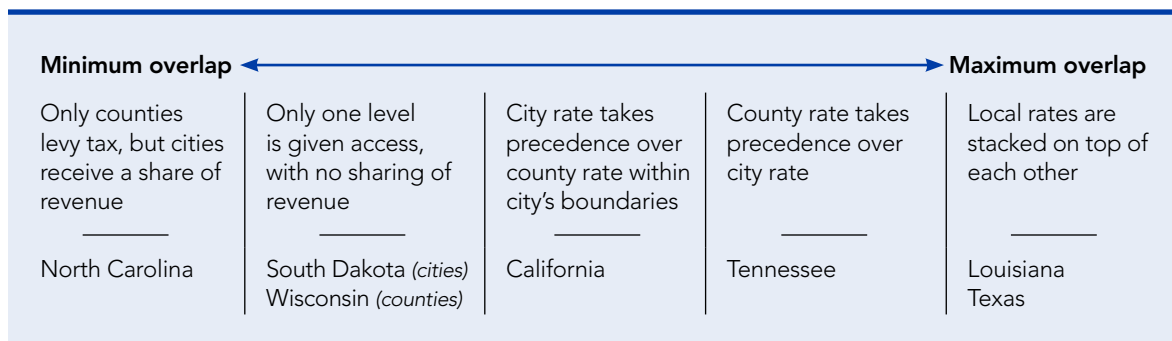 Minimum overlap
Maximum overlap
Only counties
levy tax, but cities
receive a share of
revenue
North Carolina
Only one level
is given access,
with no sharing of
revenue
South Dakota (cities)
Wisconsin (counties)
City rate takes
precedence over
county rate within
city's boundaries
California
County rate takes
precedence over
city rate
Tennessee
Local rates are
stacked on top of
each other
Louisiana
Texas